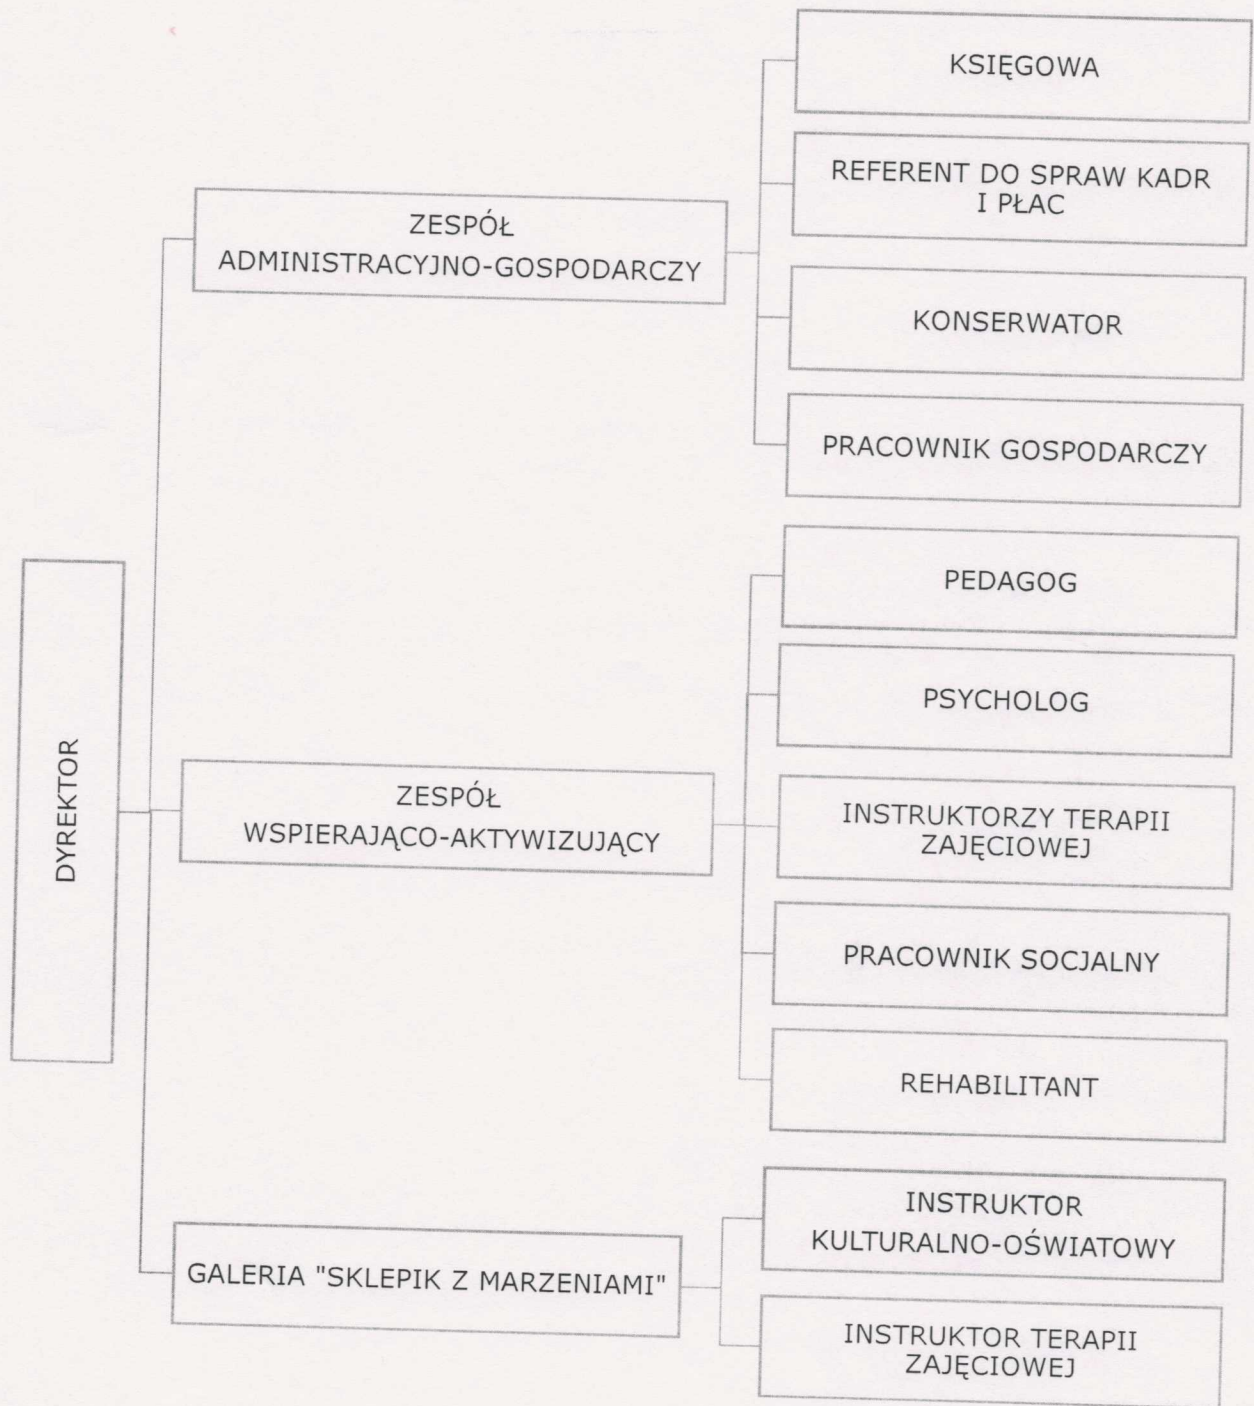 DYREKTOR
ZESPÓŁ
ADMINISTRACYJNO-GOSPODARCZY
KSIĘGOWA
REFERENT DO SPRAW KADR
I PŁAC
KONSERWATOR
PRACOWNIK GOSPODARCZY
ZESPÓŁ
WSPIERAJĄCO-AKTYWIZUJĄCY
PEDAGOG
PSYCHOLOG
INSTRUKTORZY TERAPII
ZAJĘCIOWEJ
PRACOWNIK SOCJALNY
REHABILITANT
GALERIA "SKLEPIK Z MARZENIAMI"
INSTRUKTOR
KULTURALNO-OŚWIATOWY
INSTRUKTOR TERAPII
ZAJĘCIOWEJ